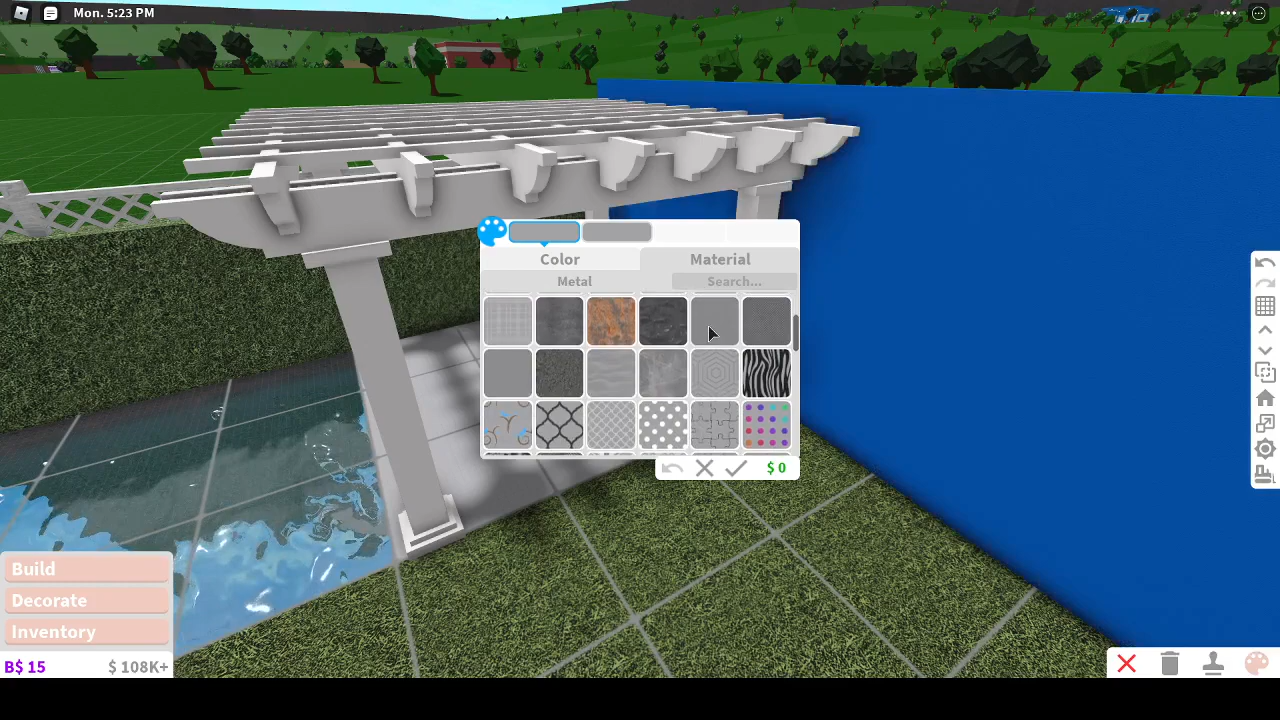 Mon. 5:23 PM
Color
Material
Metal
Search...
$ 0
Build
Decorate
Inventory
B$ 15
$ 108K+